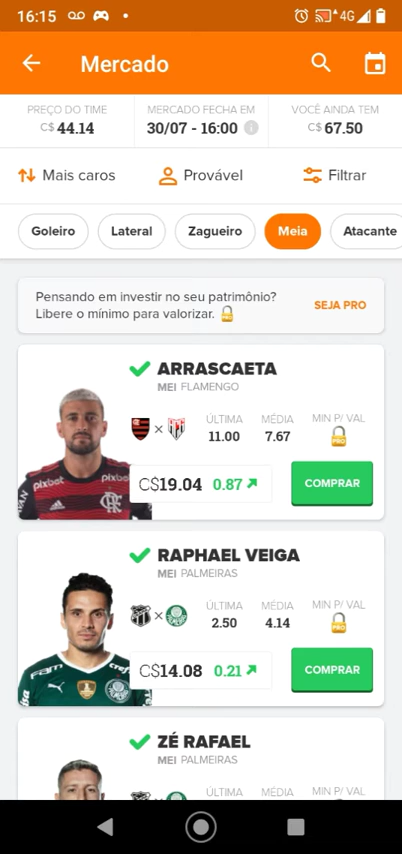 16:15
4G
Mercado
PREÇO DO TIME
C$ 44.14
MERCADO FECHA EM
30/07 - 16:00
VOCÊ AINDA TEM
C$ 67.50
Mais caros
Provável
Filtrar
Goleiro
Lateral
Zagueiro
Meia
Atacante
Pensando em investir no seu patrimônio?
Libere o mínimo para valorizar.
SEJA PRO
ARRASCAETA
MEI FLAMENGO
×
ÚLTIMA
11.00
MÉDIA
7.67
MIN P/ VAL
PRO
C$19.04 0.87
COMPRAR
pixbet
pixbet
RAPHAEL VEIGA
MEI PALMEIRAS
×
ÚLTIMA
2.50
MÉDIA
4.14
MIN P/ VAL
PRO
C$14.08 0.21
COMPRAR
ZÉ RAFAEL
MEI PALMEIRAS
×
ÚLTIMA
MÉDIA
MIN P/ VAL